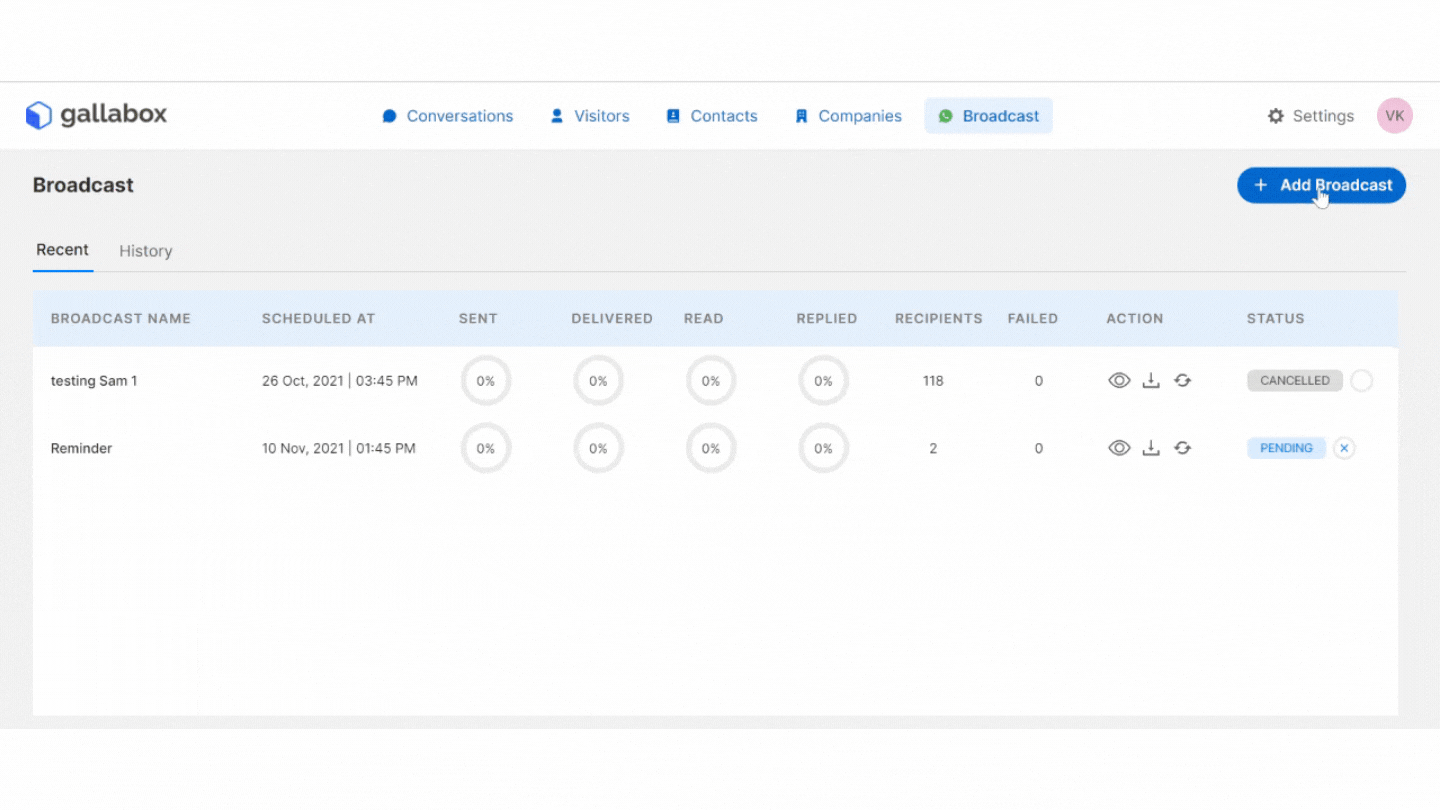 gallabox Conversations Visitors Contacts Companies Broadcast Settings VK
Broadcast + Add Broadcast
Recent History
BROADCAST NAME SCHEDULED AT SENT DELIVERED READ REPLIED RECIPIENTS FAILED ACTION STATUS
testing Sam 1 26 Oct, 2021 | 03:45 PM 0% 0% 0% 0% 118 0 CANCELLED
Reminder 10 Nov, 2021 | 01:45 PM 0% 0% 0% 0% 2 0 PENDING